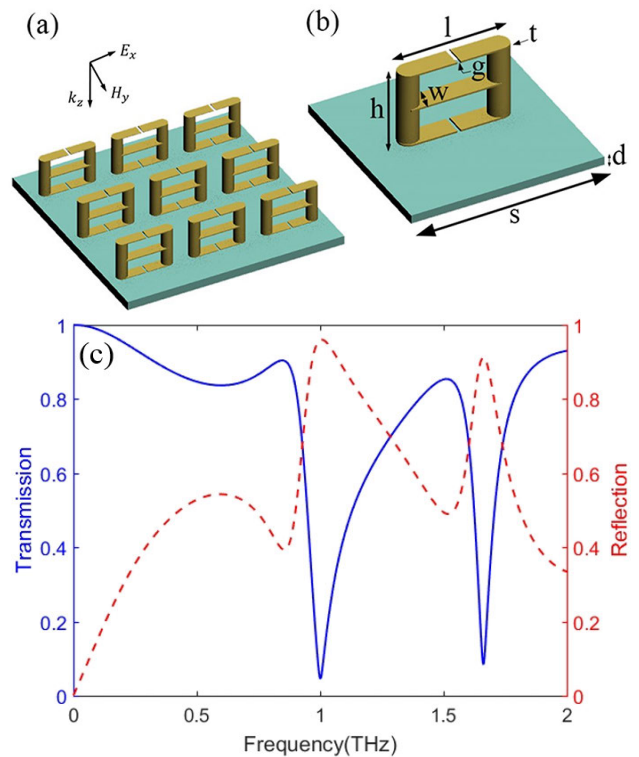 (a)
E_x
H_y
k_z
(b)
l
t
g
w
h
d
s
(c)
1
0.8
0.6
0.4
0.2
0
Transmission
1
0.8
0.6
0.4
0.2
0
Reflection
0 0.5 1 1.5 2
Frequency(THz)